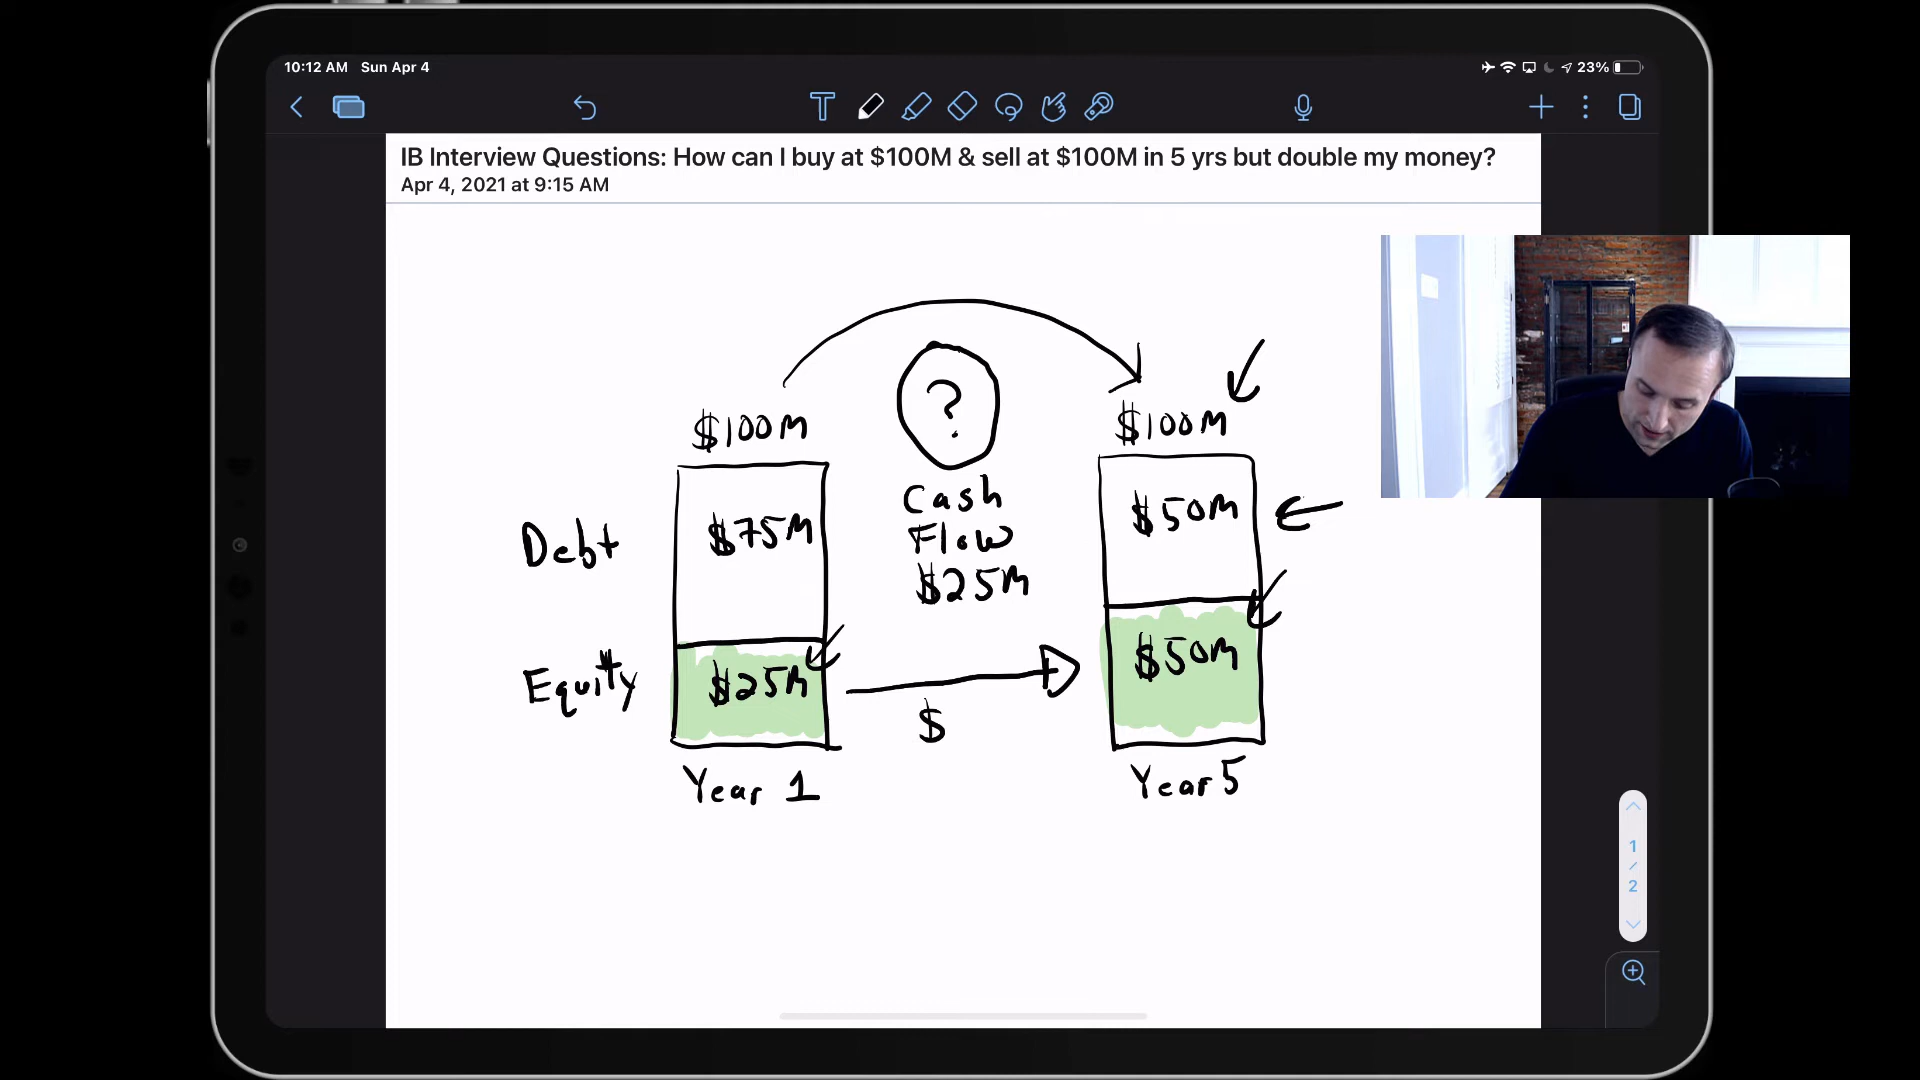 10:12 AM Sun Apr 4
23%
IB Interview Questions: How can I buy at $100M & sell at $100M in 5 yrs but double my money?
Apr 4, 2021 at 9:15 AM
?
$100M
$100M
Cash
Flow
$25M
Debt
$75M
$50M
Equity
$25M
$50M
$
Year 1
Year 5
1
/
2